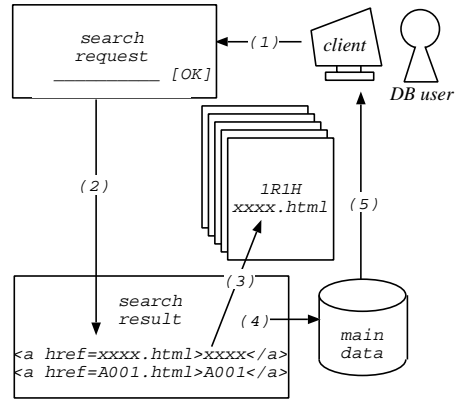 search
request
___________ [OK]
(1)
client
DB user
(2)
1R1H
xxxx.html
(5)
(3)
search
result
(4)
<a href=xxxx.html>xxxx</a>
<a href=A001.html>A001</a>
main
data